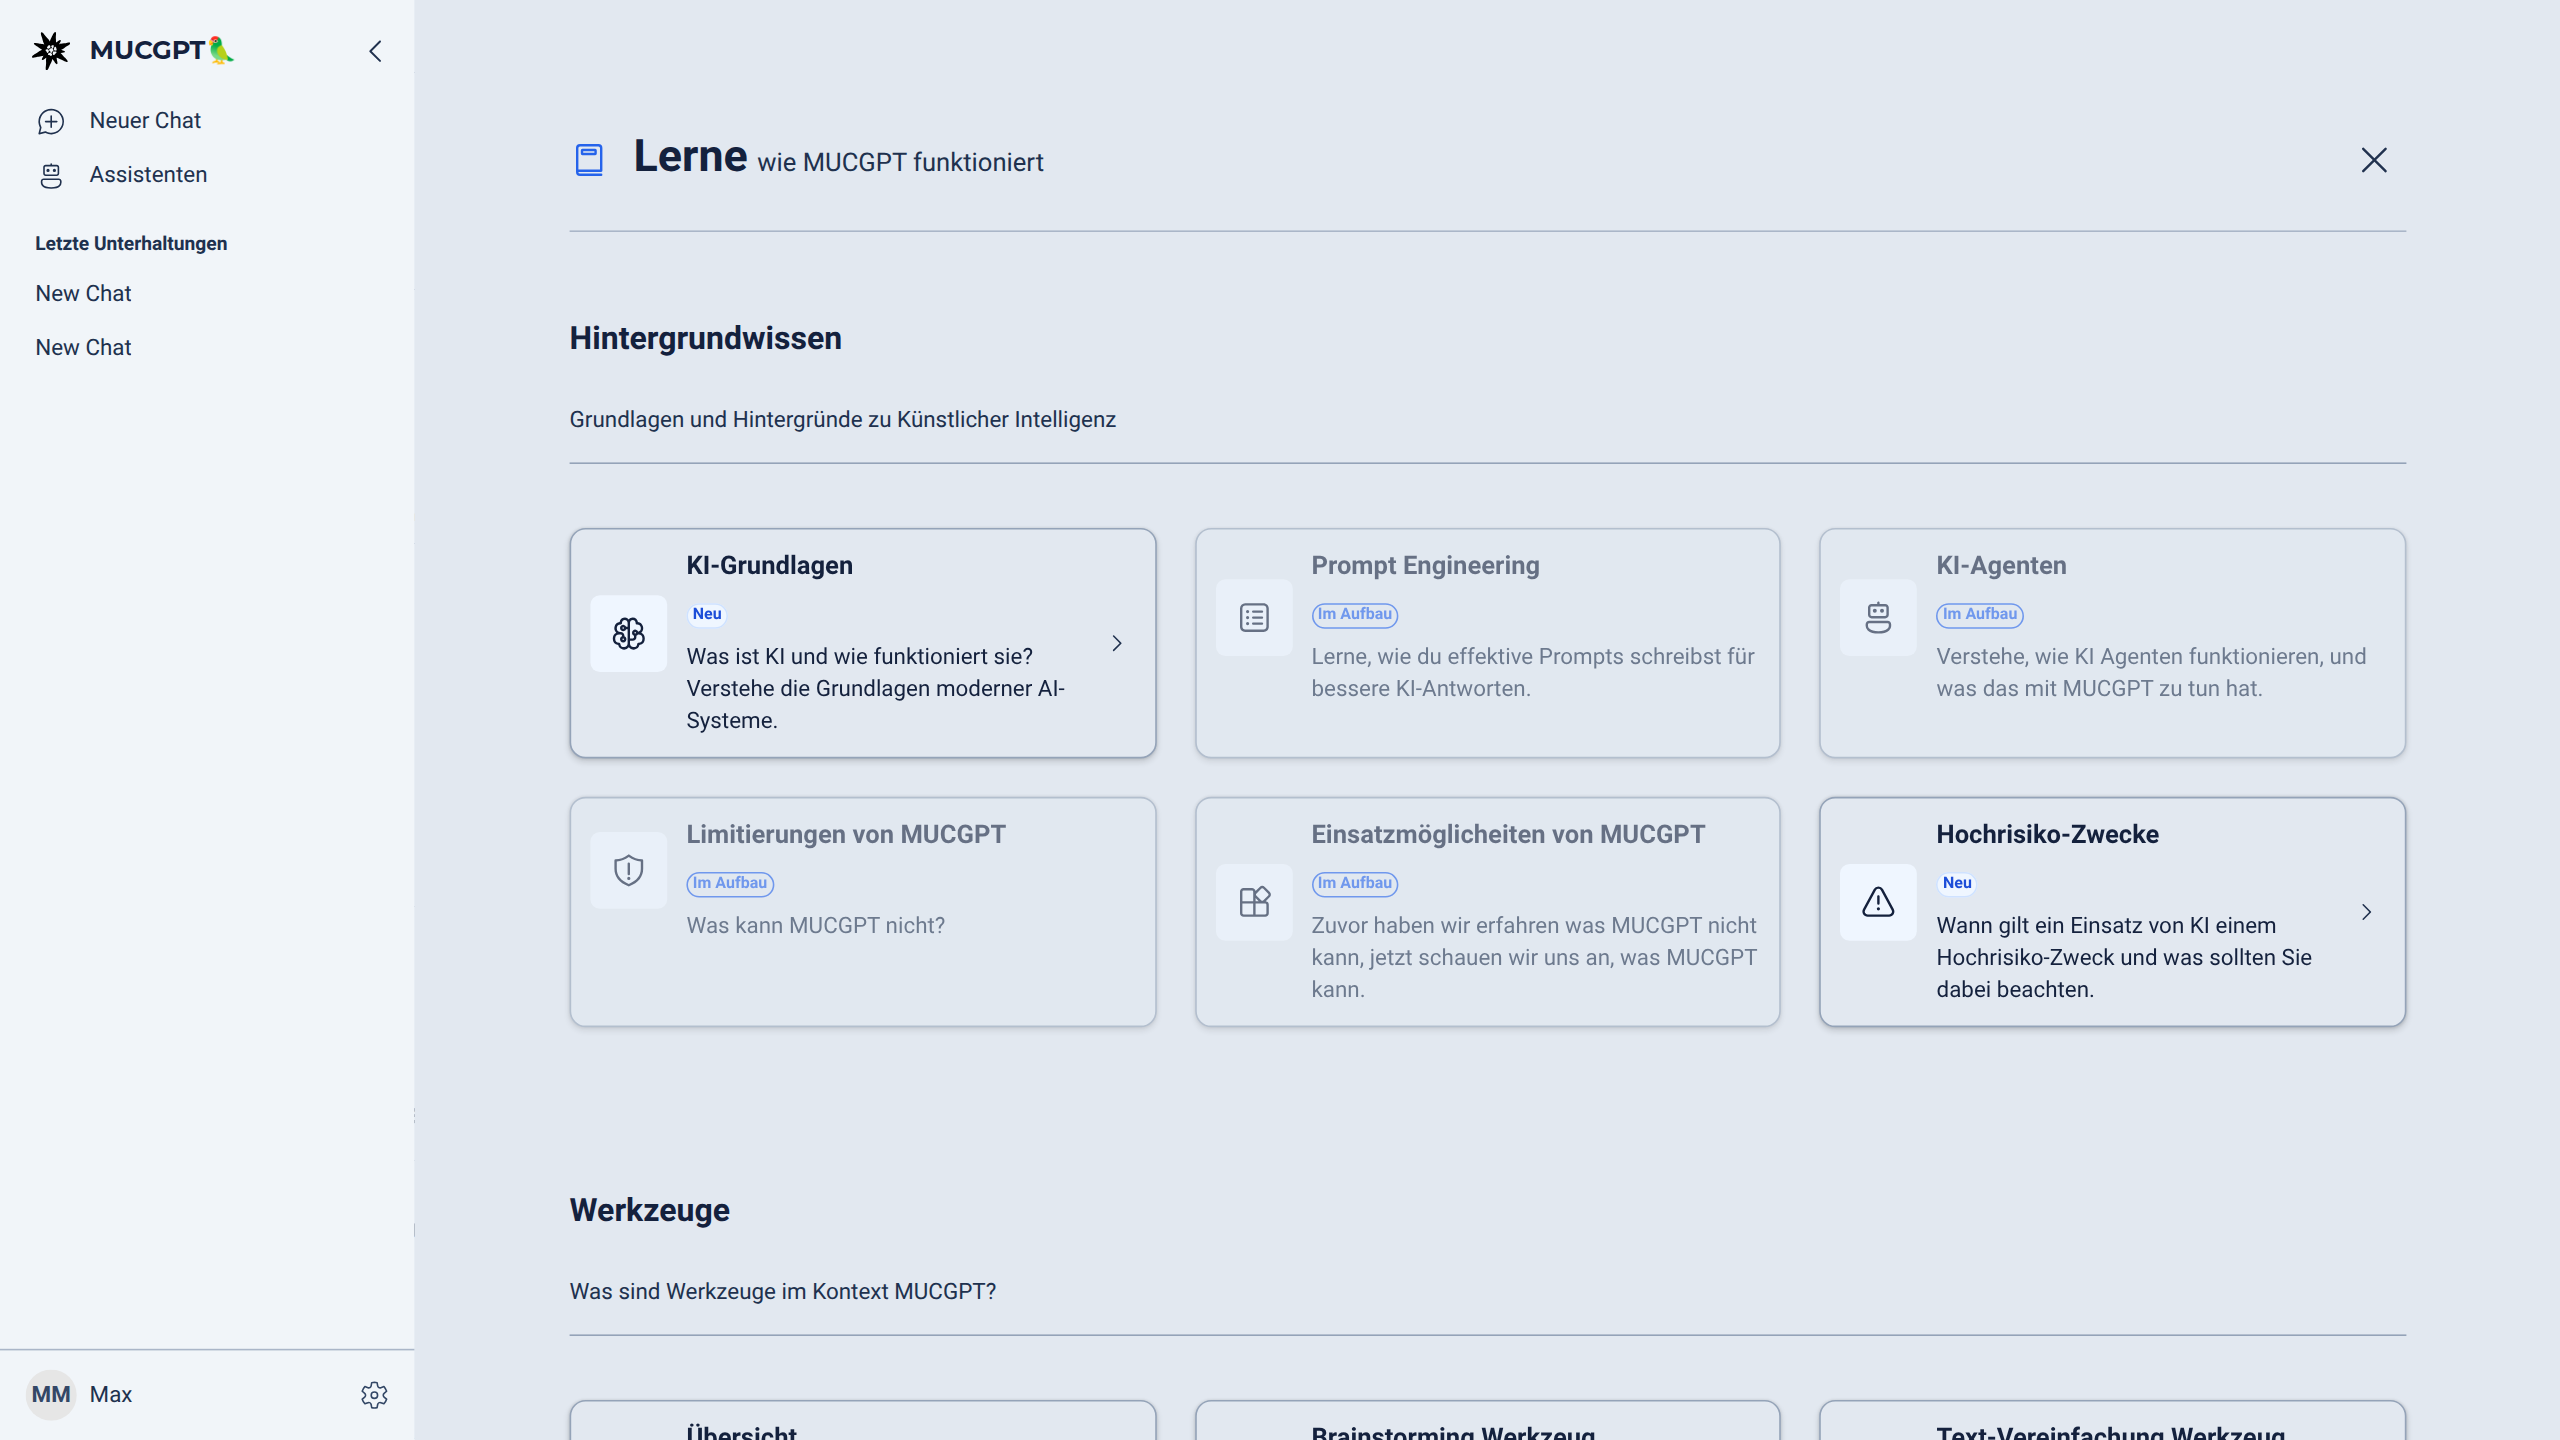 MUCGPT
Neuer Chat
Assistenten
Letzte Unterhaltungen
New Chat
New Chat
MM Max
Lerne wie MUCGPT funktioniert
Hintergrundwissen
Grundlagen und Hintergründe zu Künstlicher Intelligenz
KI-Grundlagen
Neu
Was ist KI und wie funktioniert sie?
Verstehe die Grundlagen moderner AI-
Systeme.
Prompt Engineering
Im Aufbau
Lerne, wie du effektive Prompts schreibst für
bessere KI-Antworten.
KI-Agenten
Im Aufbau
Verstehe, wie KI Agenten funktionieren, und
was das mit MUCGPT zu tun hat.
Limitierungen von MUCGPT
Im Aufbau
Was kann MUCGPT nicht?
Einsatzmöglicheiten von MUCGPT
Im Aufbau
Zuvor haben wir erfahren was MUCGPT nicht
kann, jetzt schauen wir uns an, was MUCGPT
kann.
Hochrisiko-Zwecke
Neu
Wann gilt ein Einsatz von KI einem
Hochrisiko-Zweck und was sollten Sie
dabei beachten.
Werkzeuge
Was sind Werkzeuge im Kontext MUCGPT?
Übersicht
Brainstorming Werkzeug
Text-Vereinfachung Werkzeug